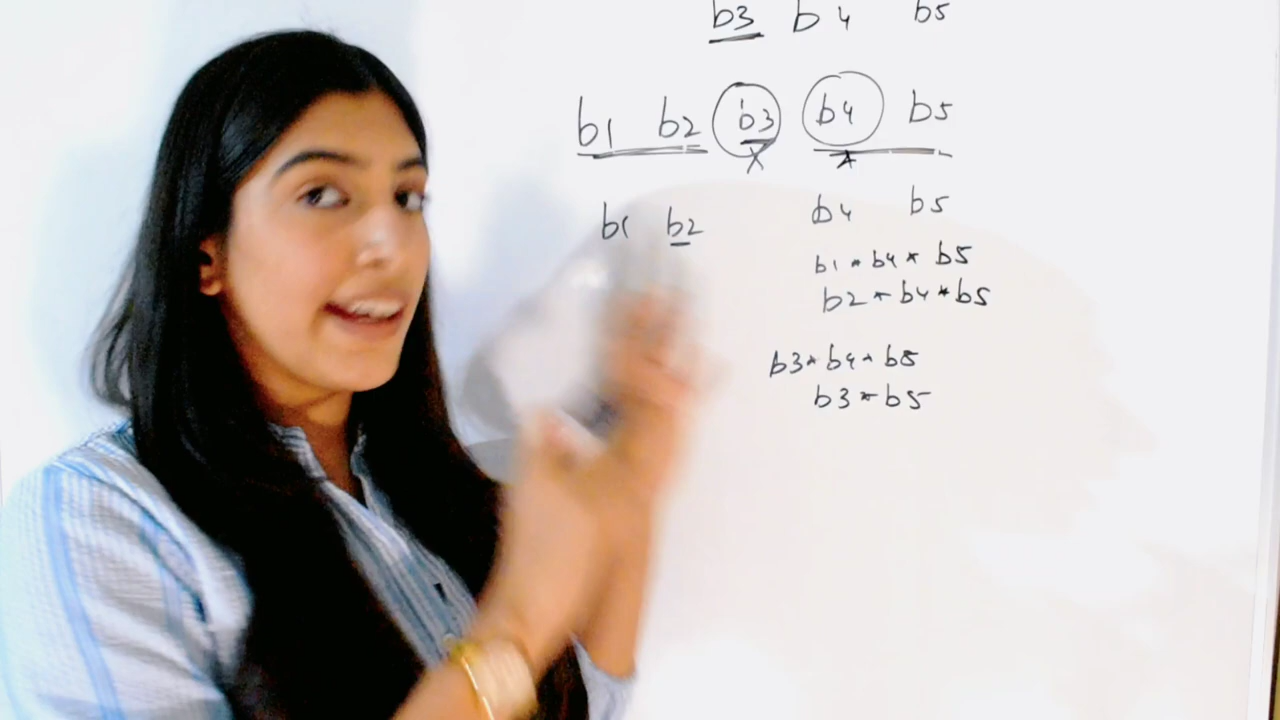 b3 b4 b5
b1 b2 b3 b4 b5
x *
b1 b2 b4 b5
b1 * b4 * b5
b2 * b4 * b5
b3 * b4 * b5
b3 * b5